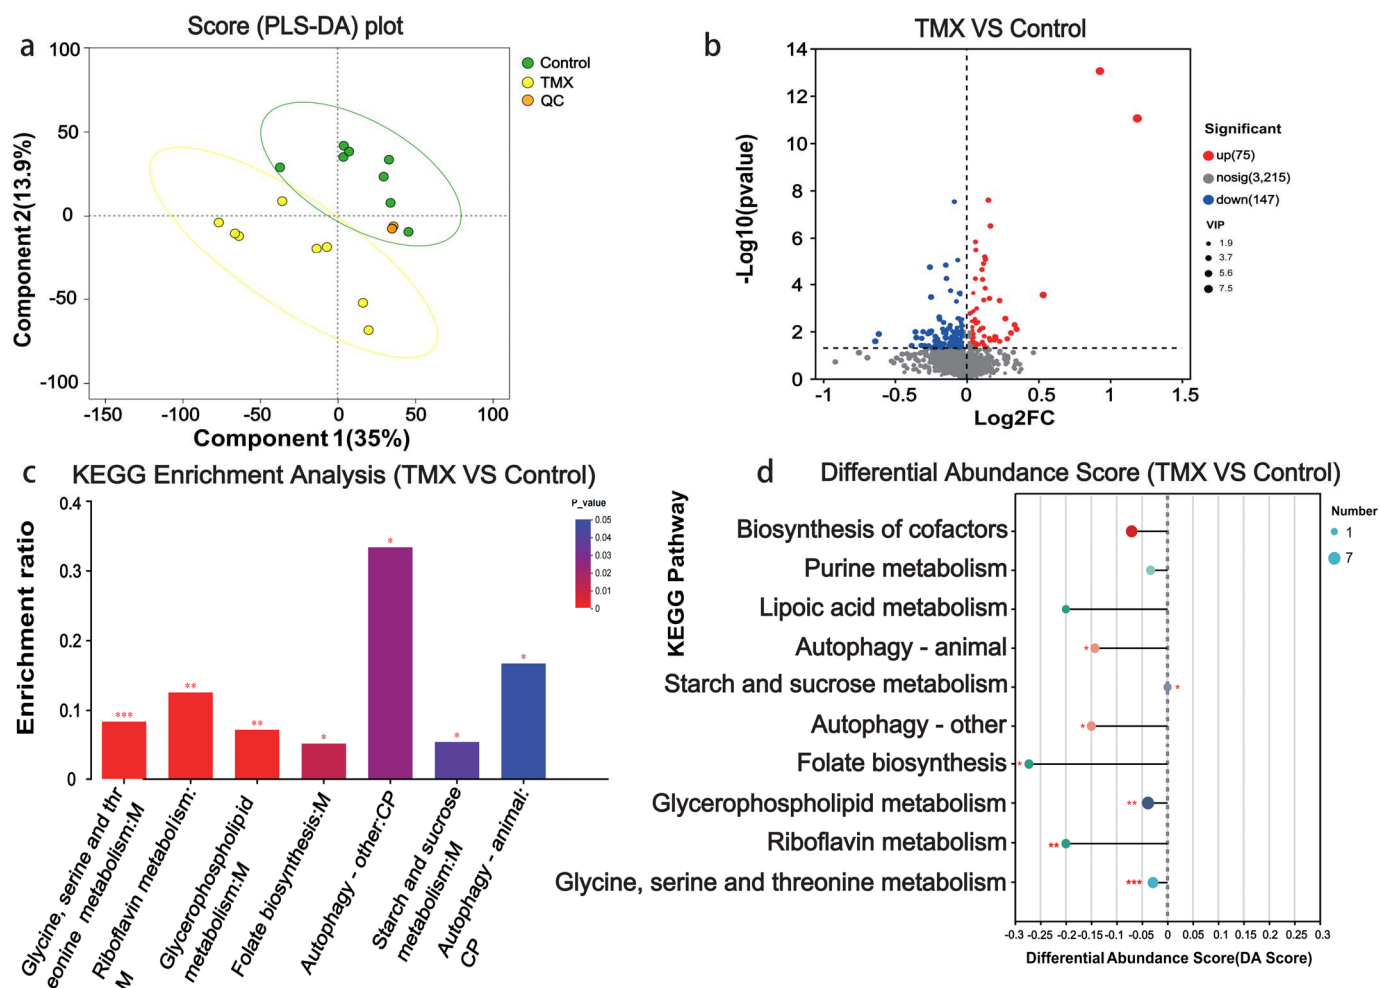 a
Score (PLS-DA) plot
100
50
0
-50
-100
Component 2(13.9%)
-150
-100
-50
0
50
100
Component 1(35%)
Control
TMX
QC
b
TMX VS Control
14
12
10
8
6
4
2
0
-Log10(pvalue)
-1
-0.5
0
0.5
1
1.5
Log2FC
Significant
up(75)
nosig(3,215)
down(147)
VIP
1.9
3.7
5.6
7.5
c
KEGG Enrichment Analysis (TMX VS Control)
0.4
0.3
0.2
0.1
0
Enrichment ratio
P_value
0.05
0.04
0.03
0.02
0.01
0
***
**
**
*
*
*
*
Glycine, serine and thr
eonine metabolism:M
Riboflavin metabolism:
M
Glycerophospholipid
metabolism:M
Folate biosynthesis:M
Autophagy - other:CP
Starch and sucrose
metabolism:M
Autophagy - animal:
CP
d
Differential Abundance Score (TMX VS Control)
KEGG Pathway
Biosynthesis of cofactors
Purine metabolism
Lipoic acid metabolism
Autophagy - animal
*
Starch and sucrose metabolism
*
Autophagy - other
*
Folate biosynthesis
*
Glycerophospholipid metabolism
**
Riboflavin metabolism
**
Glycine, serine and threonine metabolism
***
-0.3 -0.25 -0.2 -0.15 -0.1 -0.05 0 0.05 0.1 0.15 0.2 0.25 0.3
Differential Abundance Score(DA Score)
Number
1
7